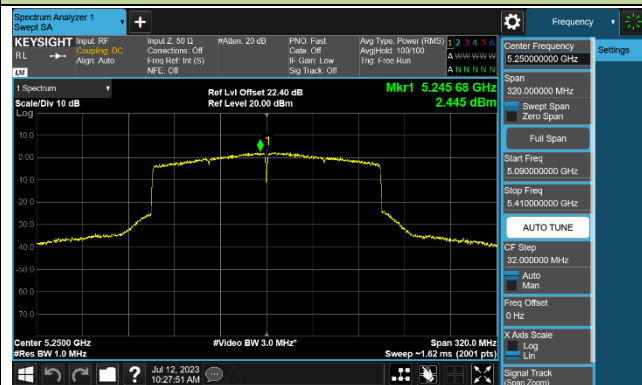 Spectrum Analyzer 1
Swept SA
+
Frequency
KEYSIGHT
RL
Input: RF
Coupling: DC
Align: Auto
Input Z: 50 Ω
Corrections: Off
Freq Ref: Int (S)
NFE: Off
#Atten: 20 dB
PNO: Fast
Gate: Off
IF Gain: Low
Sig Track: Off
Avg Type: Power (RMS)
Avg|Hold: 100/100
Trig: Free Run
1 2 3 4 5 6
A W W W W W
A N N N N N
1 Spectrum
Scale/Div 10 dB
Log
Ref Lvl Offset 22.40 dB
Ref Level 20.00 dBm
Mkr1 5.245 68 GHz
2.445 dBm
1
10.0
0.00
-10.0
-20.0
-30.0
-40.0
-50.0
-60.0
-70.0
Center 5.2500 GHz
#Res BW 1.0 MHz
#Video BW 3.0 MHz*
Span 320.0 MHz
Sweep ~1.62 ms (2001 pts)
Jul 12, 2023
10:27:51 AM
?
Center Frequency
5.25000000 GHz
Span
320.000000 MHz
Swept Span
Zero Span
Full Span
Start Freq
5.090000000 GHz
Stop Freq
5.410000000 GHz
AUTO TUNE
CF Step
32.000000 MHz
Auto
Man
Freq Offset
0 Hz
X Axis Scale
Log
Lin
Signal Track
(Span Zoom)
Settings